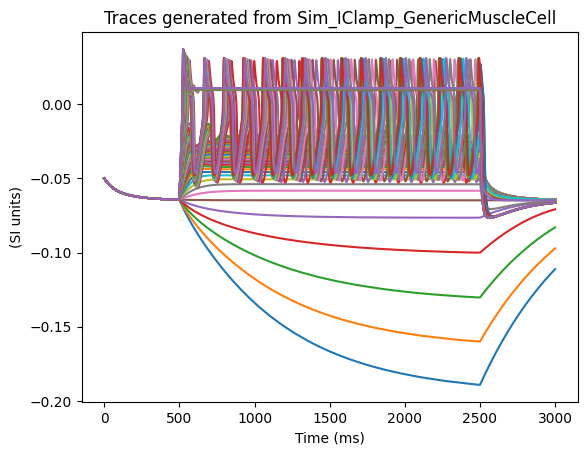 Traces generated from Sim_IClamp_GenericMuscleCell
0.00
−0.05
−0.10
−0.15
−0.20
(SI units)
0 500 1000 1500 2000 2500 3000
Time (ms)